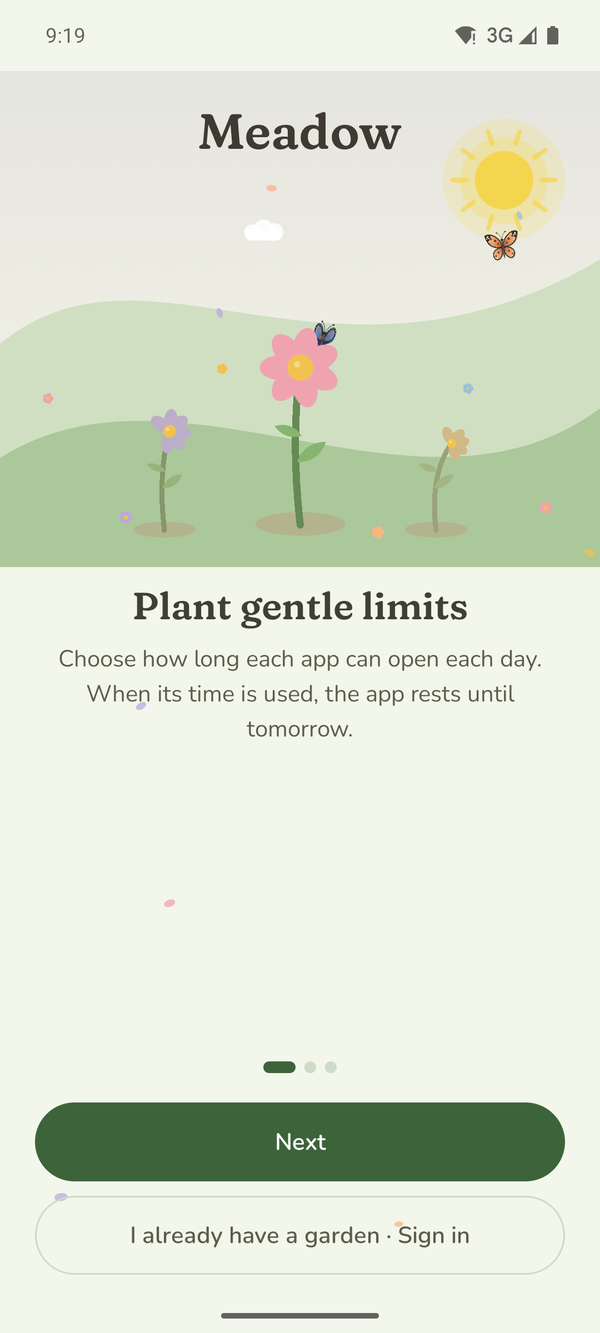 9:19
3G
Meadow
Plant gentle limits
Choose how long each app can open each day.
When its time is used, the app rests until
tomorrow.
Next
I already have a garden · Sign in